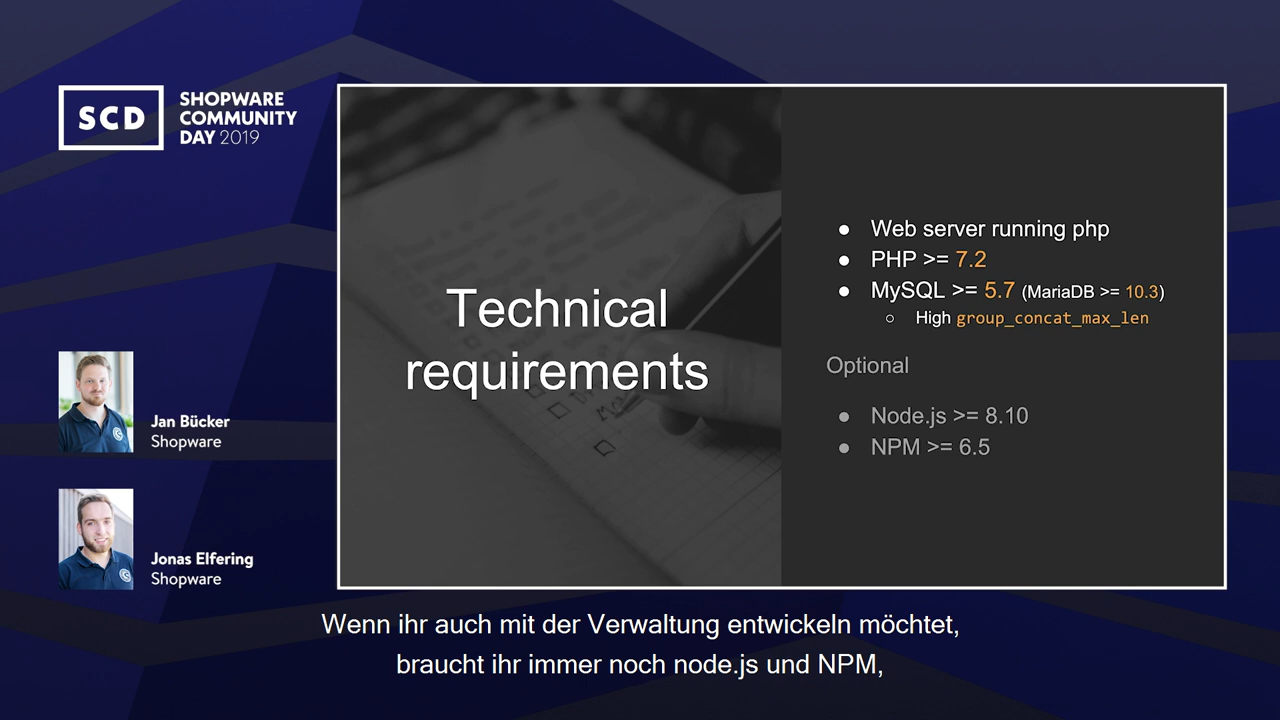 SCD
SHOPWARE
COMMUNITY
DAY 2019
Technical
requirements
● Web server running php
● PHP >= 7.2
● MySQL >= 5.7 (MariaDB >= 10.3)
○ High group_concat_max_len
Optional
● Node.js >= 8.10
● NPM >= 6.5
Jan Bücker
Shopware
Jonas Elfering
Shopware
Wenn ihr auch mit der Verwaltung entwickeln möchtet,
braucht ihr immer noch node.js und NPM,